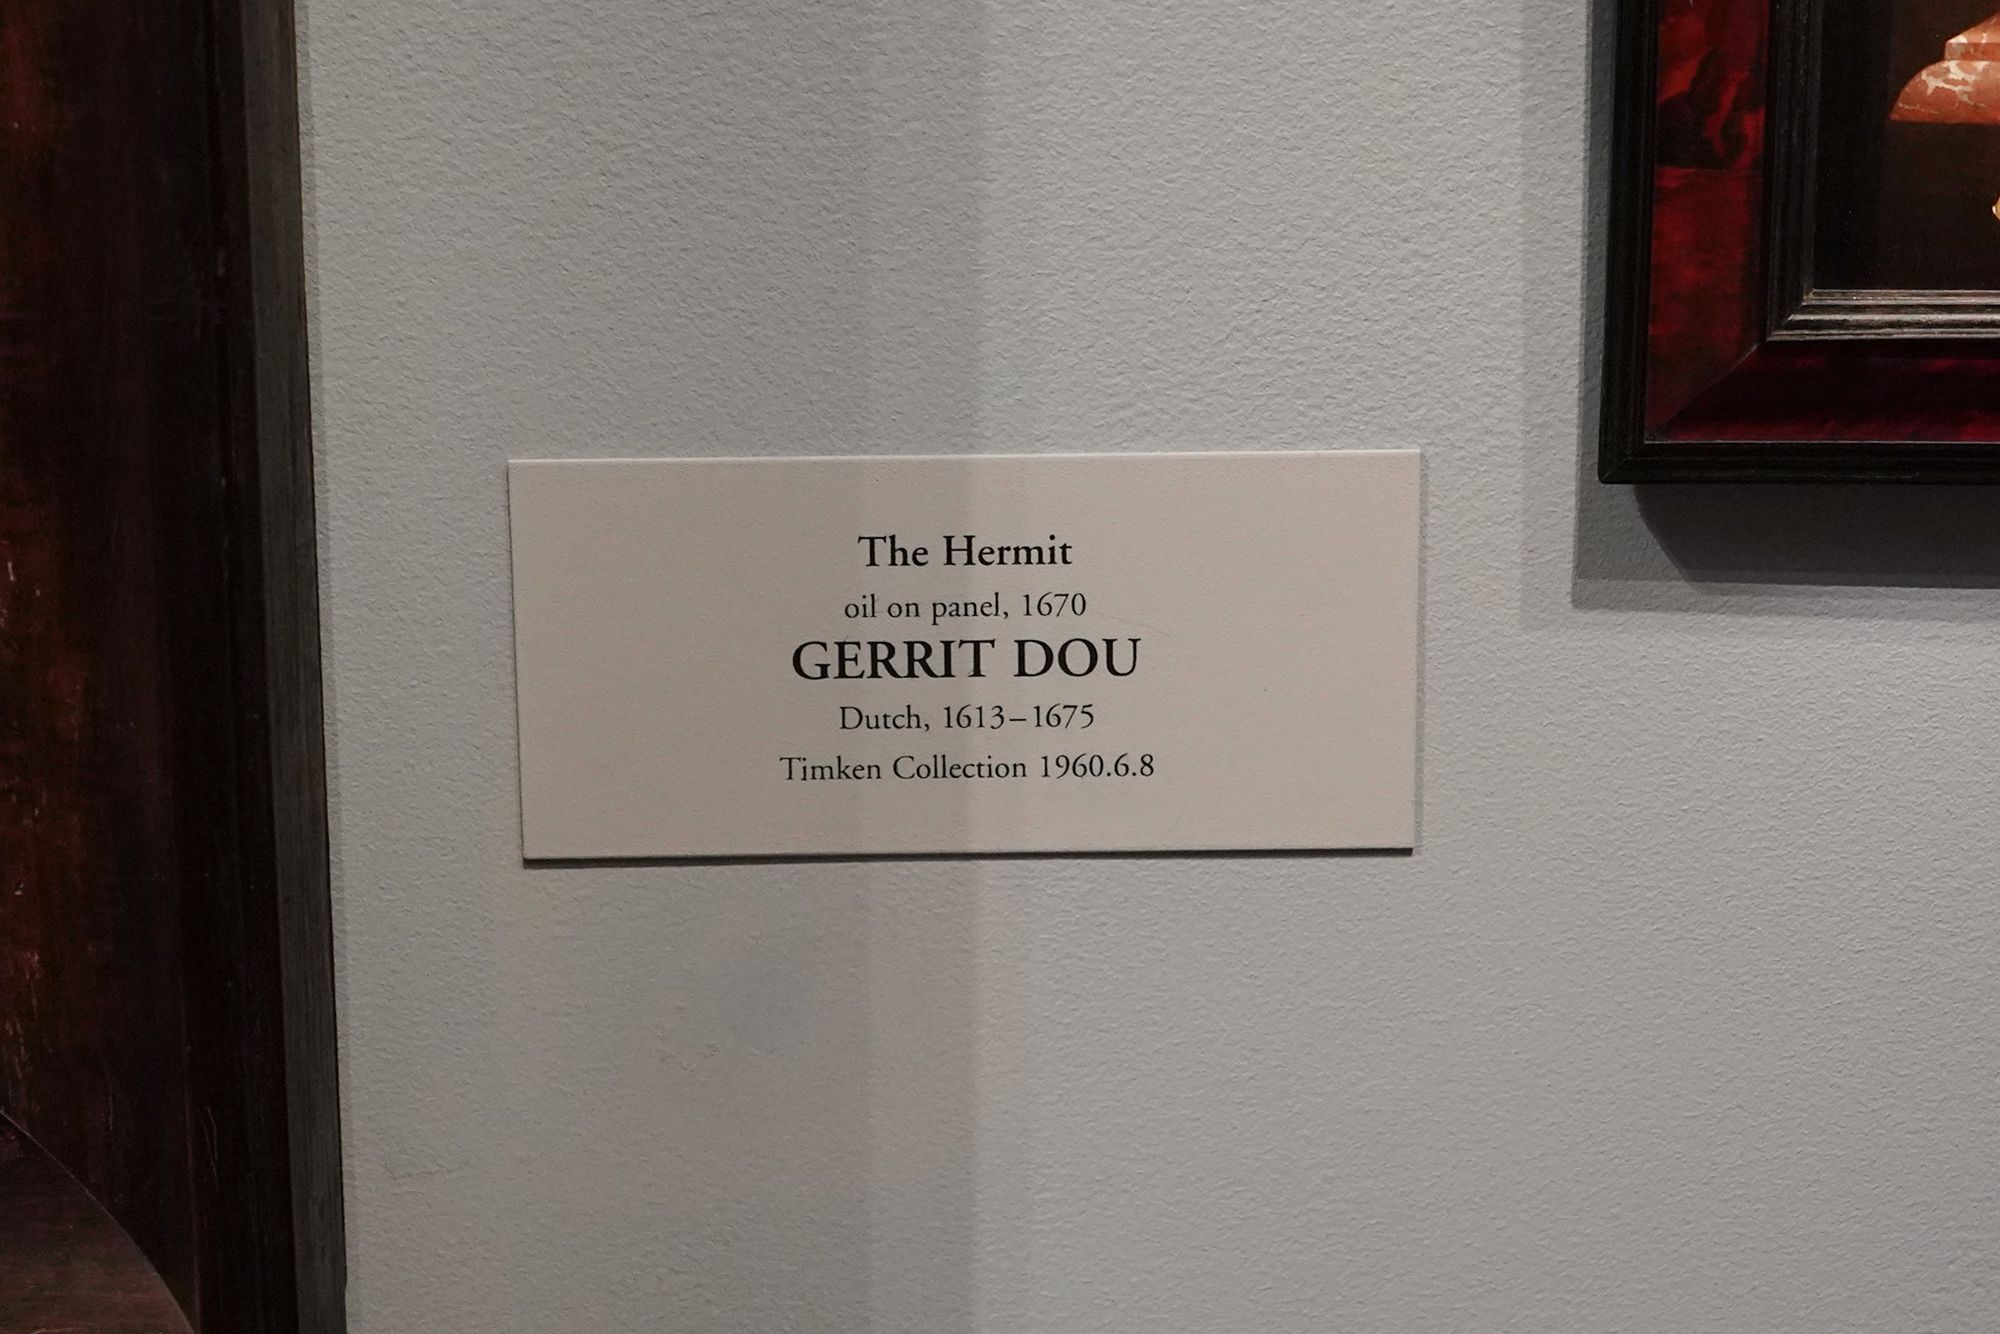 The Hermit
oil on panel, 1670
GERRIT DOU
Dutch, 1613–1675
Timken Collection 1960.6.8